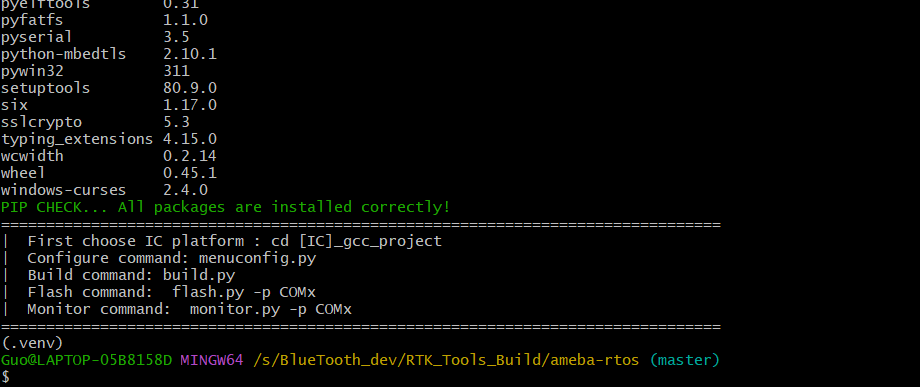 pyelftools 0.31
pyfatfs 1.1.0
pyserial 3.5
python-mbedtls 2.10.1
pywin32 311
setuptools 80.9.0
six 1.17.0
sslcrypto 5.3
typing_extensions 4.15.0
wcwidth 0.2.14
wheel 0.45.1
windows-curses 2.4.0
PIP CHECK... All packages are installed correctly!
================================================================================
| First choose IC platform : cd [IC]_gcc_project
| Configure command: menuconfig.py
| Build command: build.py
| Flash command:  flash.py -p COMx
| Monitor command:  monitor.py -p COMx
================================================================================
(.venv)
Guo@LAPTOP-05B8158D MINGW64 /s/BlueTooth_dev/RTK_Tools_Build/ameba-rtos (master)
$